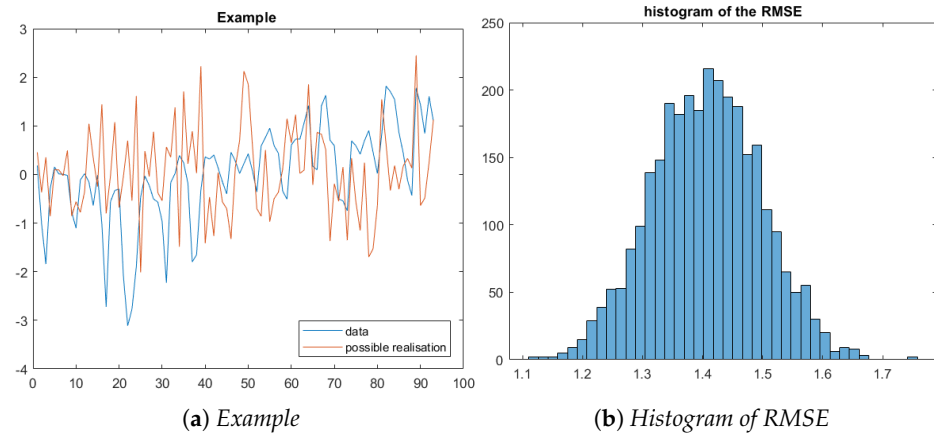 Example
3
2
1
0
-1
-2
-3
-4
0 10 20 30 40 50 60 70 80 90 100
data
possible realisation
(a) Example
histogram of the RMSE
250
200
150
100
50
0
1.1 1.2 1.3 1.4 1.5 1.6 1.7
(b) Histogram of RMSE